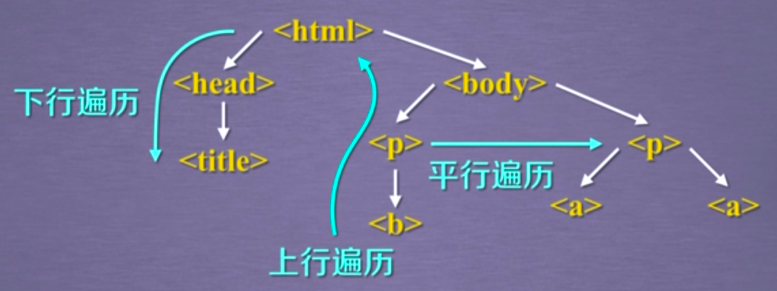 <html>
<head>
<body>
下行遍历
<p>
<p>
<title>
平行遍历
<a>
<a>
<b>
上行遍历